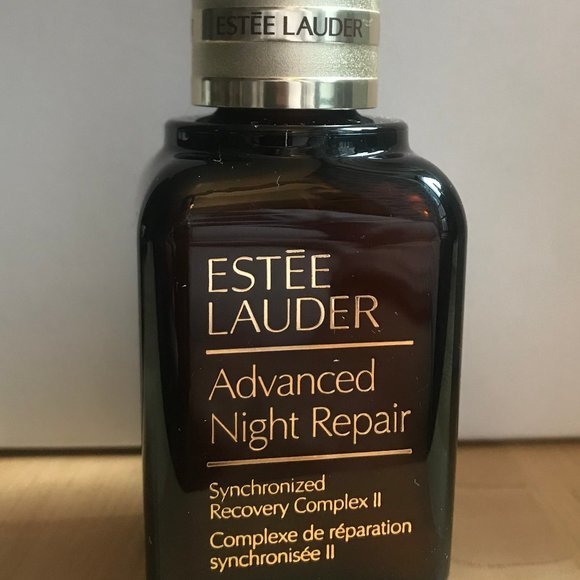 ESTĒE LAUDER
ESTĒE
LAUDER
Advanced
Night Repair
Synchronized
Recovery Complex II
Complexe de réparation
synchronisée II